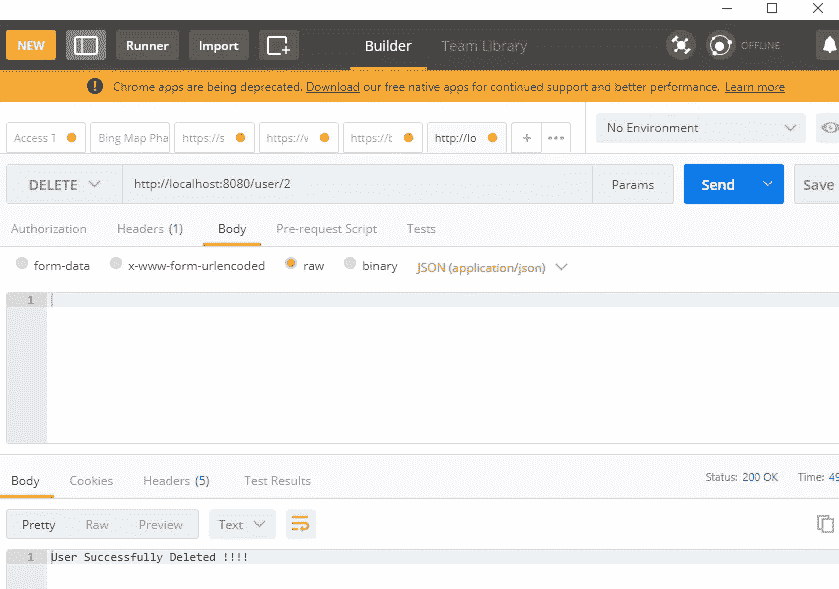 NEW Runner Import Builder Team Library OFFLINE
Chrome apps are being deprecated. Download our free native apps for continued support and better performance. Learn more
Access T Bing Map Pha https://s https://v https://t http://lo + ••• No Environment
DELETE http://localhost:8080/user/2 Params Send Save
Authorization Headers (1) Body Pre-request Script Tests
form-data x-www-form-urlencoded raw binary JSON (application/json)
1
Body Cookies Headers (5) Test Results Status: 200 OK Time: 49
Pretty Raw Preview Text
1 User Successfully Deleted !!!!